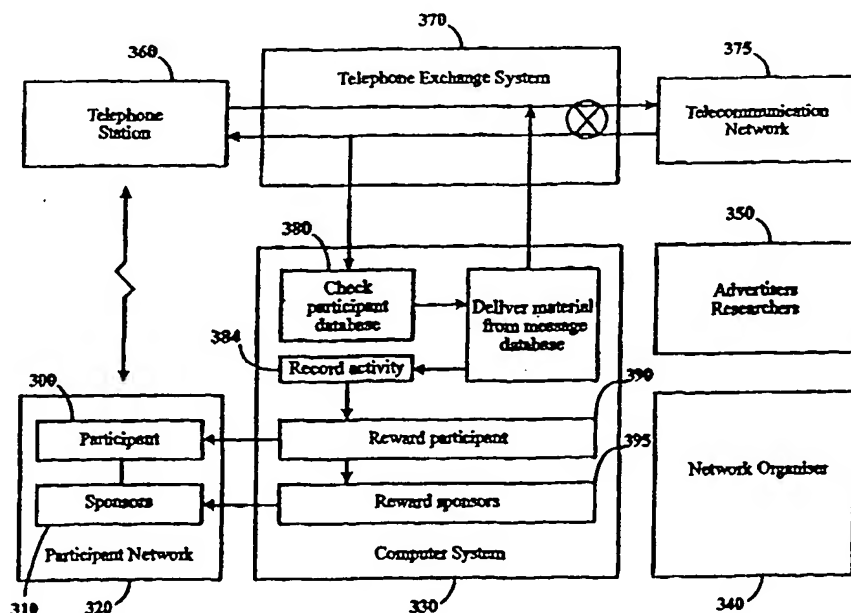 370
360
375
Telephone Exchange System
Telephone
Station
Telecommunication
Network
380
350
Check
participant
database
Deliver material
from message
database
Advertisers
Researchers
384
Record activity
300
390
Participant
Reward participant
395
Network Organiser
Sponsors
Reward sponsors
Participant Network
Computer System
310
320
330
340